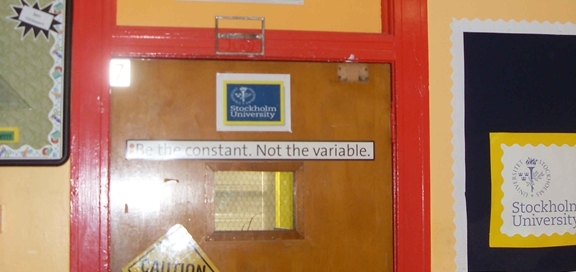 Stockholm
University
Be the constant. Not the variable.
CAUTION
Stockholm
University